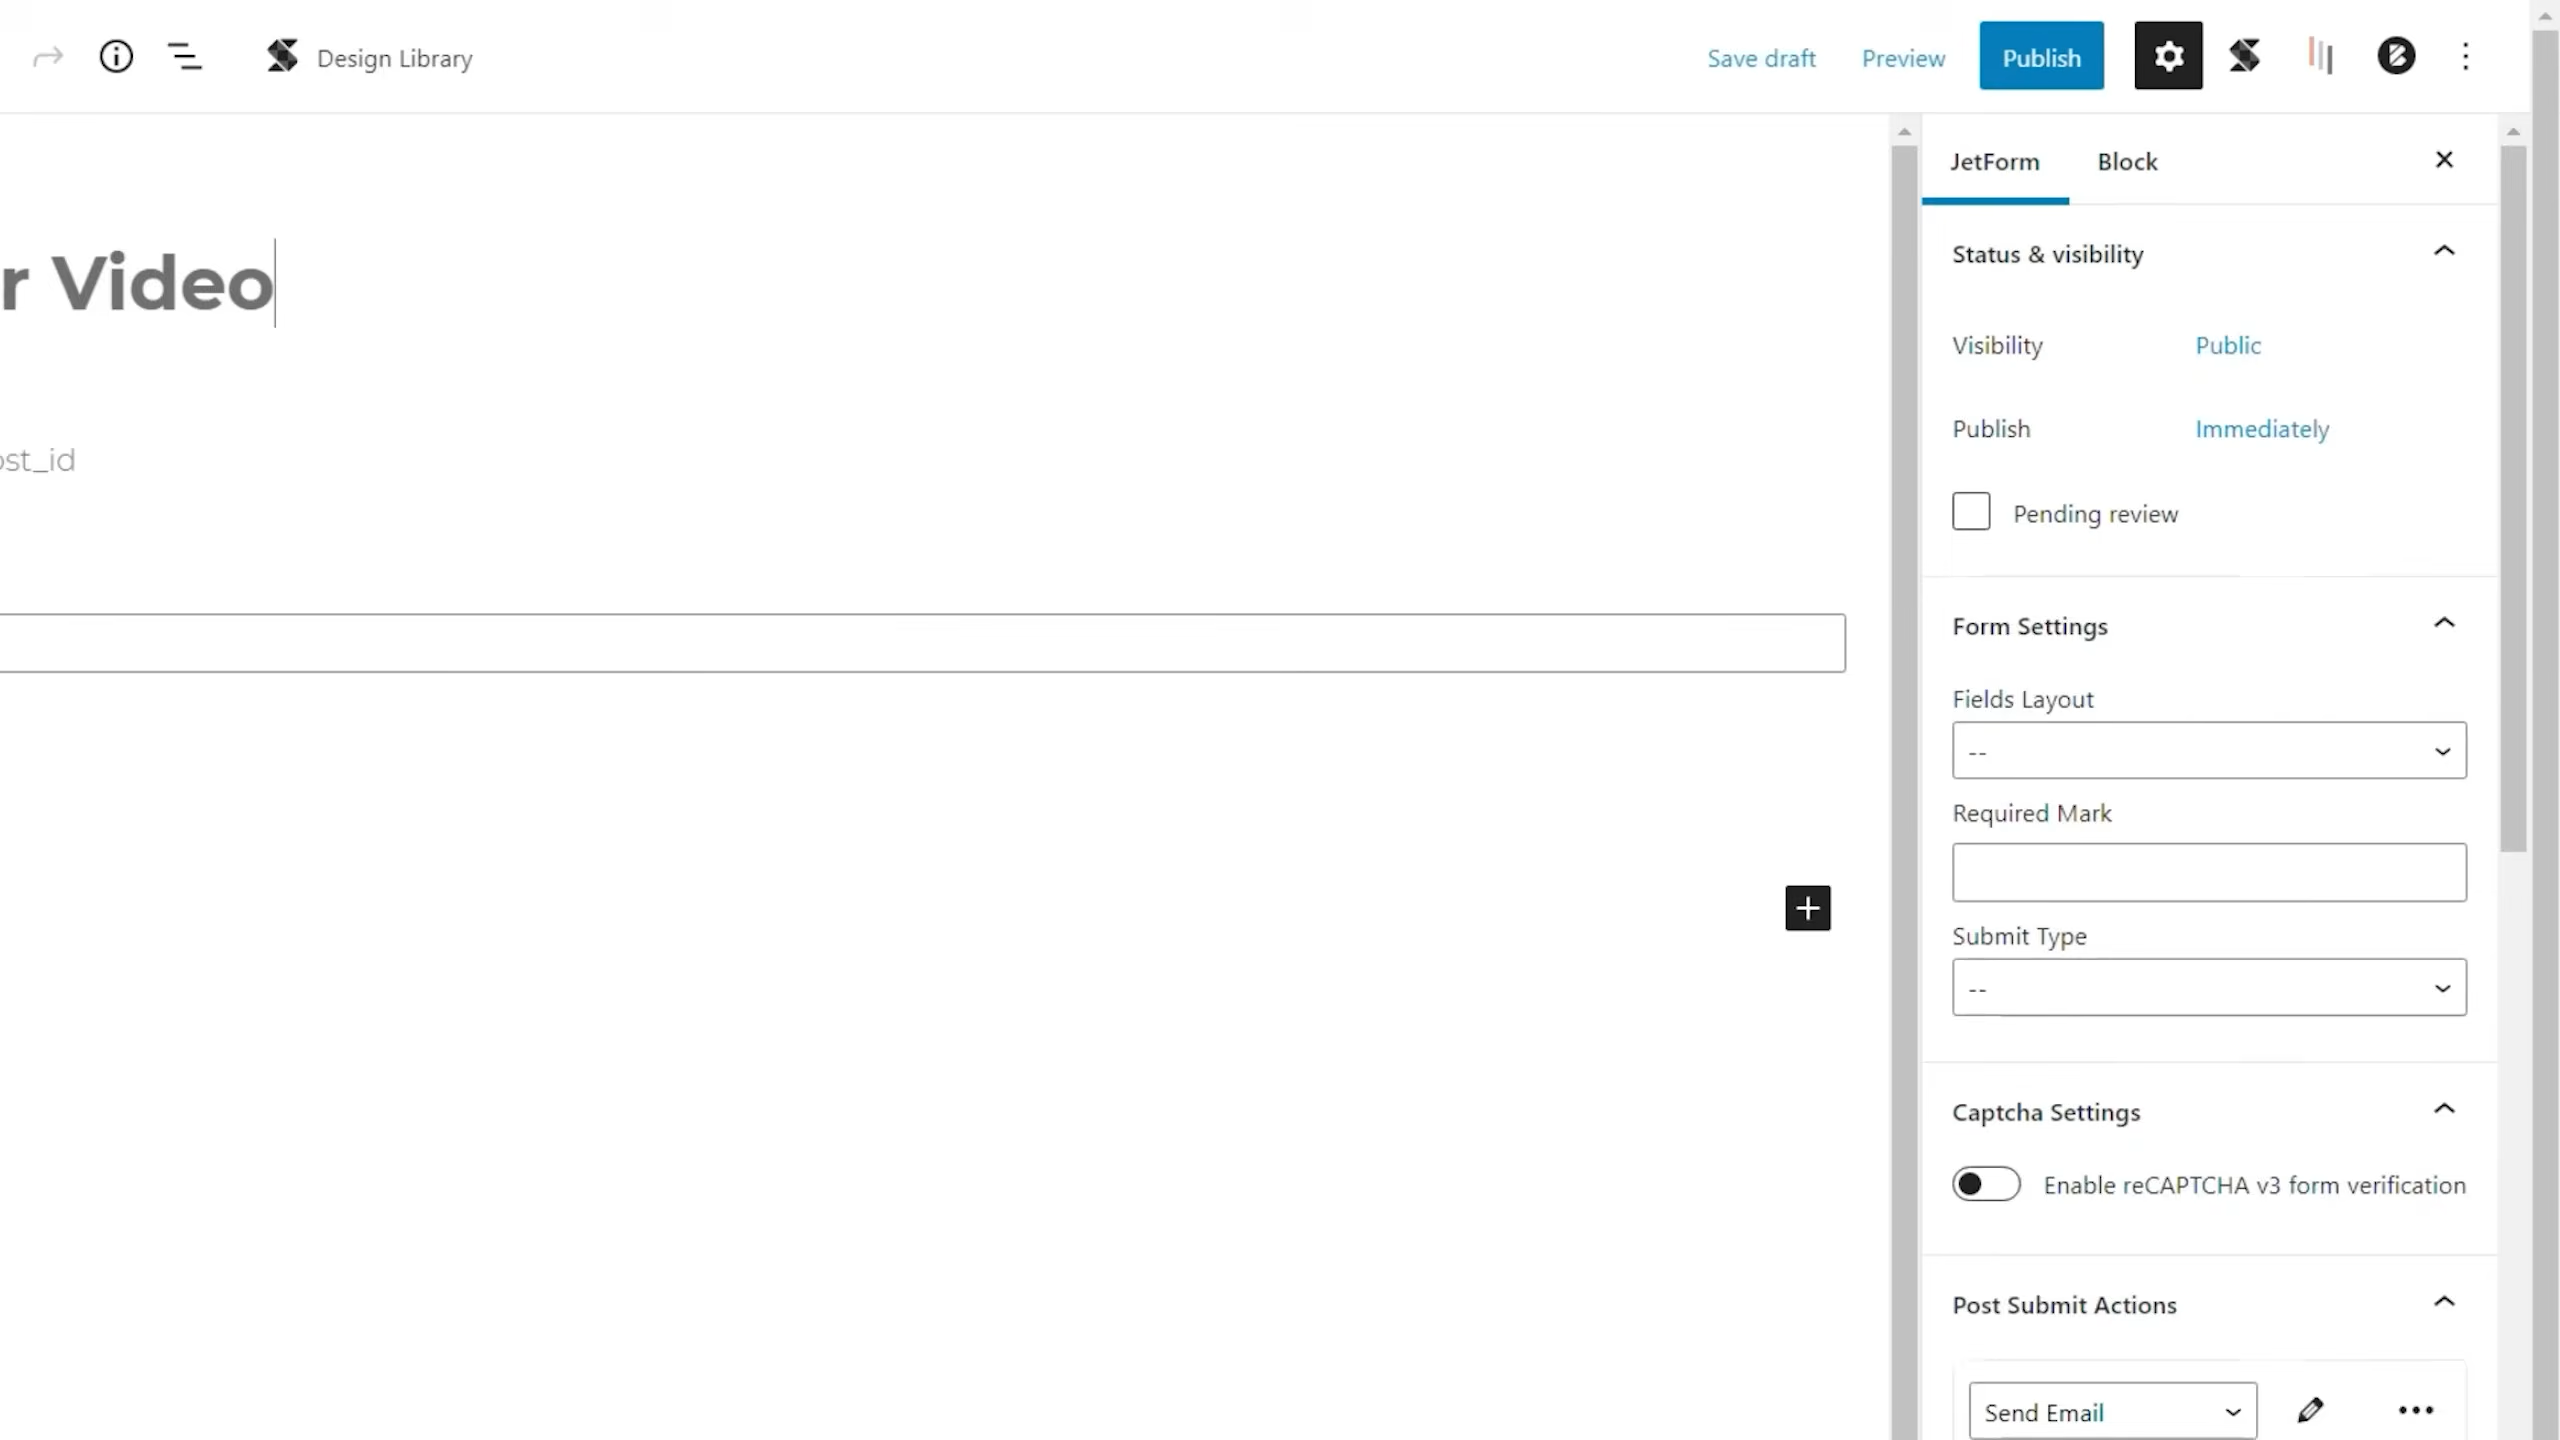 Design Library
Save draft
Preview
Publish
JetForm
Block
r Video
ost_id
Status & visibility
Visibility
Public
Publish
Immediately
Pending review
Form Settings
Fields Layout
--
Required Mark
Submit Type
--
Captcha Settings
Enable reCAPTCHA v3 form verification
Post Submit Actions
Send Email